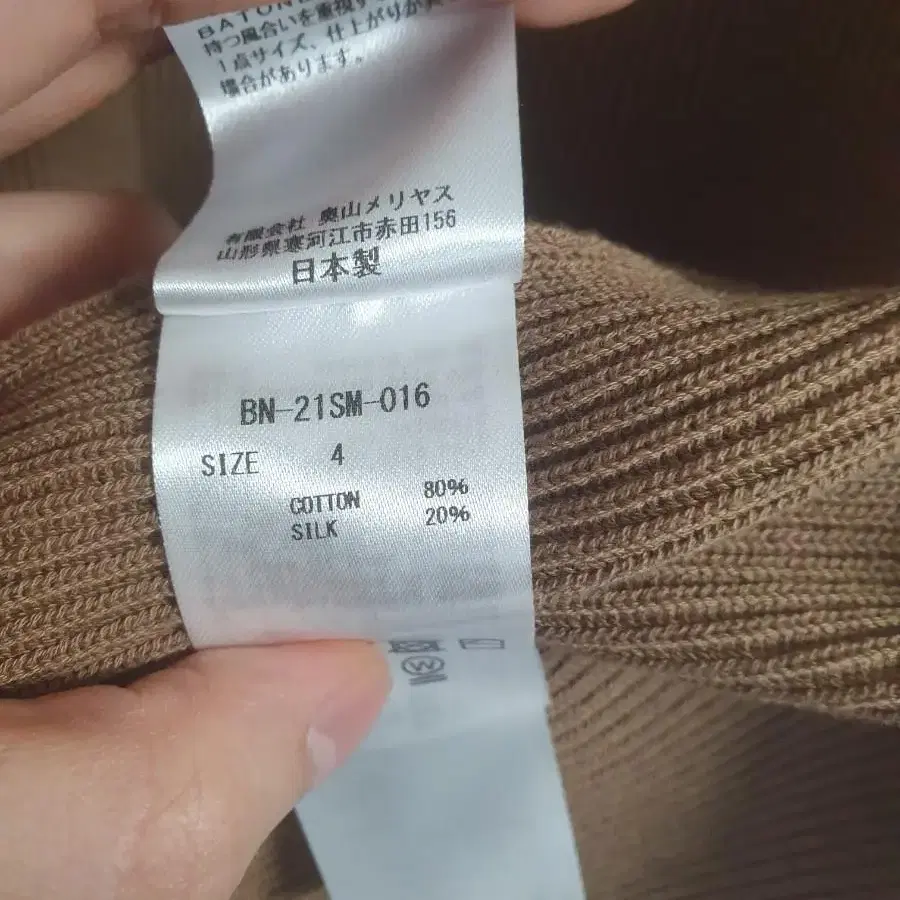 BATONE
持つ風合いを重視す
1点サイズ、仕上がりが
場合があります。
有限会社 奥山メリヤス
山形県寒河江市赤田156
日本製
BN-21SM-016
SIZE 4
COTTON 80%
SILK 20%
W